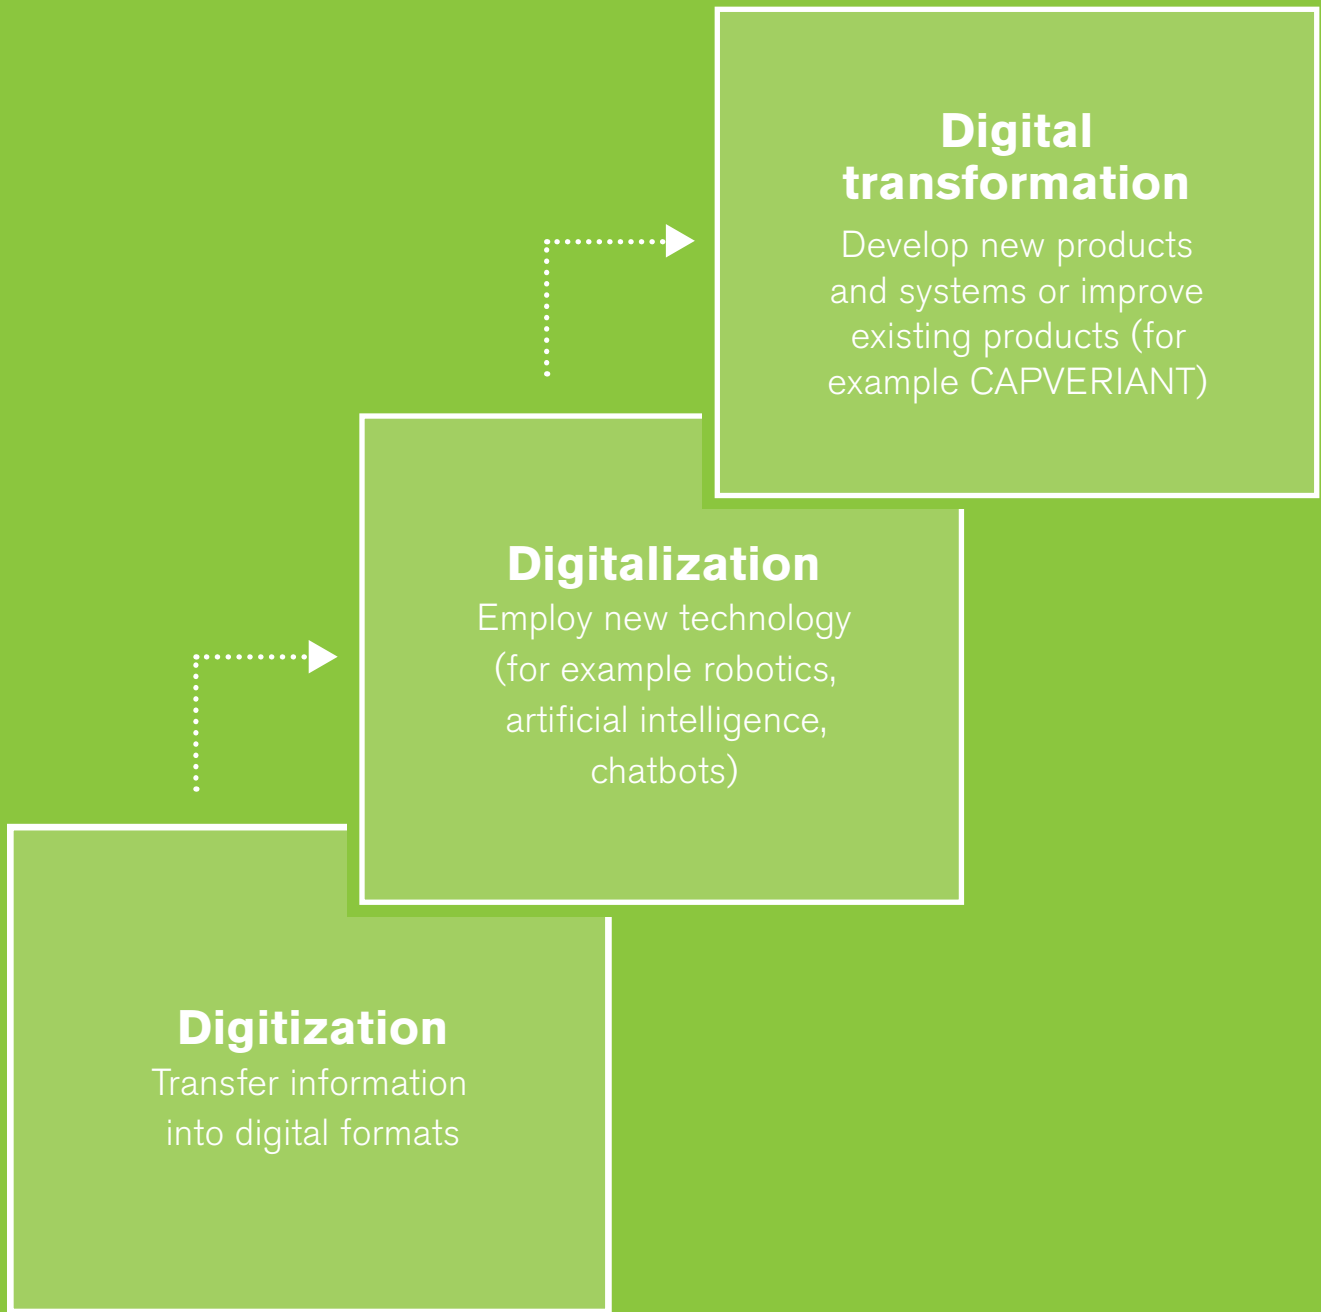 Digital
transformation
Develop new products
and systems or improve
existing products (for
example CAPVERIANT)
Digitalization
Employ new technology
(for example robotics,
artificial intelligence,
chatbots)
Digitization
Transfer information
into digital formats